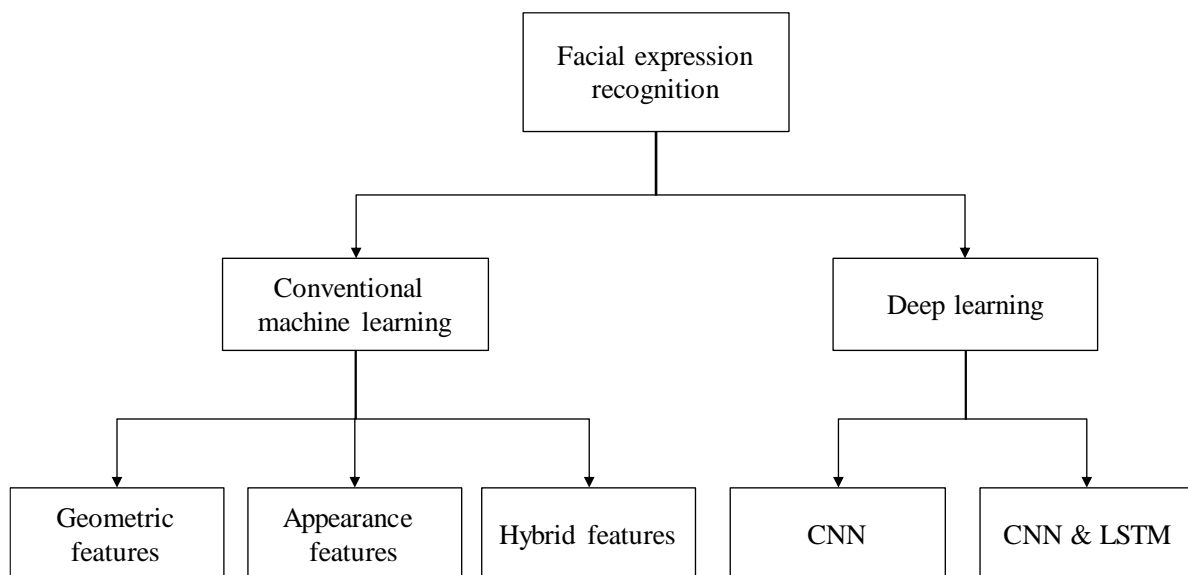 Facial expression
recognition
Conventional
machine learning
Deep learning
Geometric
features
Appearance
features
Hybrid features
CNN
CNN & LSTM